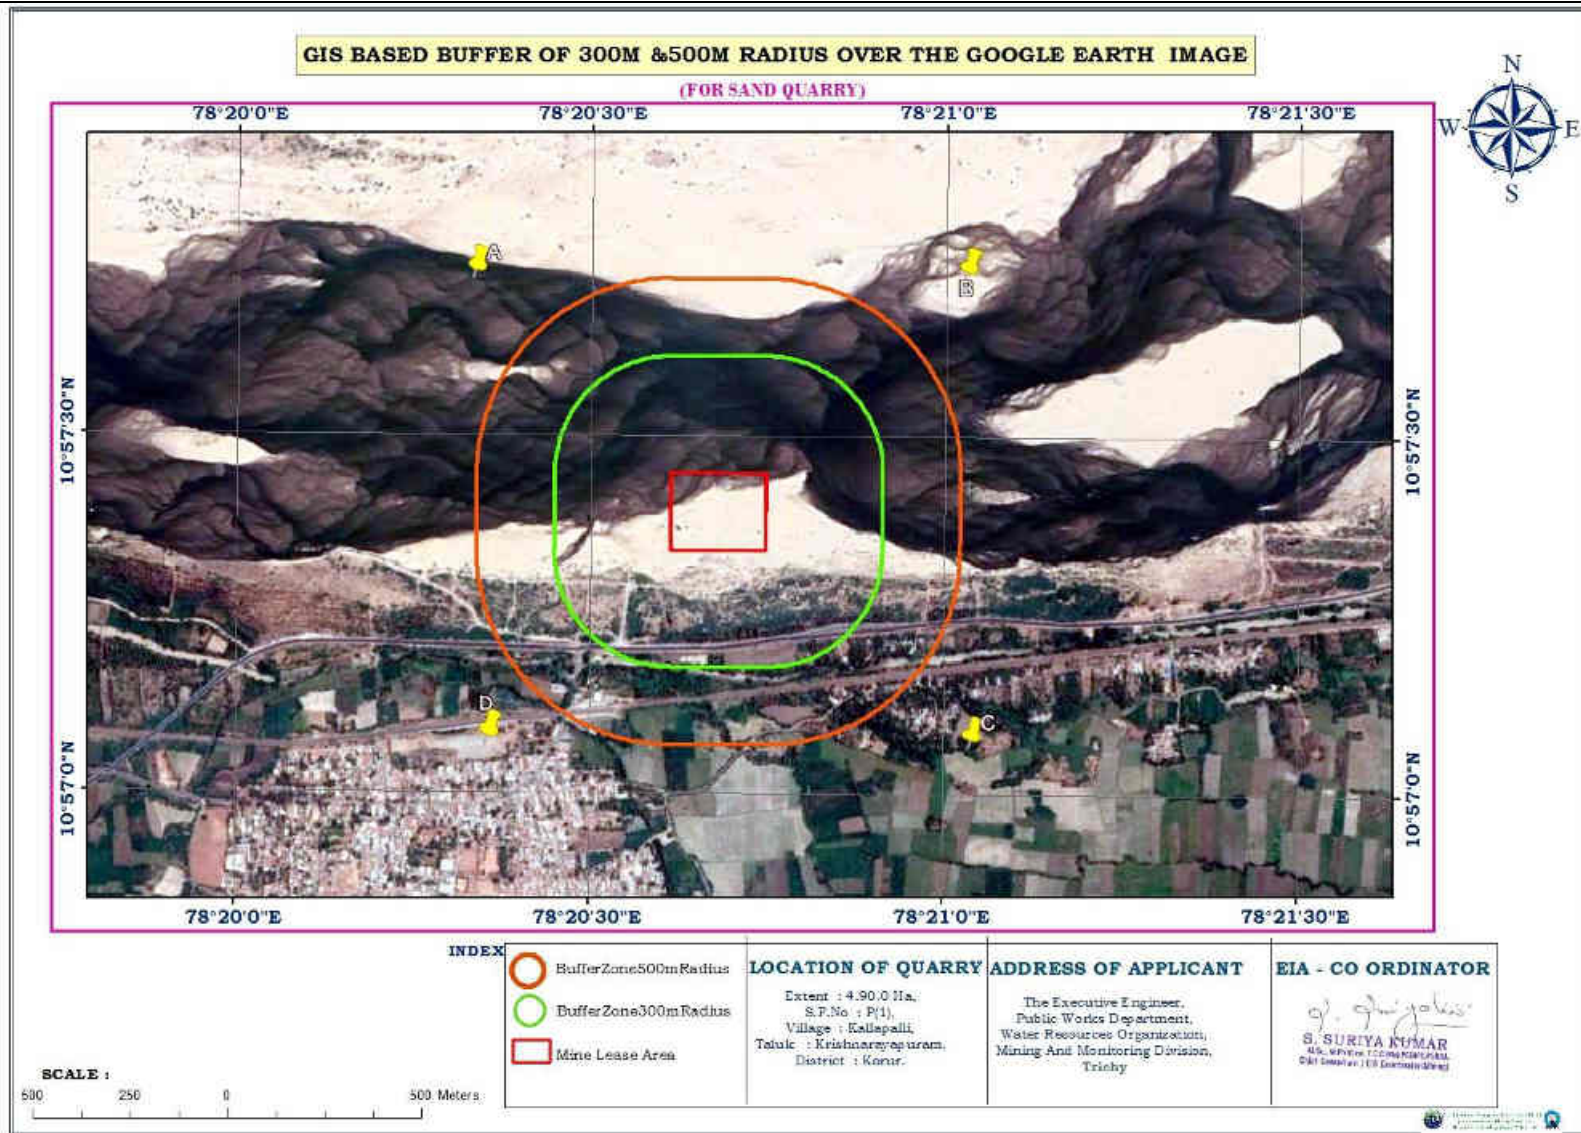 GIS BASED BUFFER OF 300M &500M RADIUS OVER THE GOOGLE EARTH IMAGE
(FOR SAND QUARRY)
N
W E
S
78°20'0"E 78°20'30"E 78°21'0"E 78°21'30"E
A
B
10°57'30"N 10°57'30"N
D
C
10°57'0"N 10°57'0"N
78°20'0"E 78°20'30"E 78°21'0"E 78°21'30"E
INDEX
BufferZone500mRadius
BufferZone300mRadius
Mine Lease Area
LOCATION OF QUARRY
Extent : 4.90.0 Ha,
S.F.No : P(1),
Village : Kallapalli,
Taluk : Krishnarayapuram,
District : Karur.
ADDRESS OF APPLICANT
The Executive Engineer,
Public Works Department,
Water Resources Organization,
Mining And Monitoring Division,
Trichy
EIA - CO ORDINATOR
S. SURIYA KUMAR
SCALE :
500 250 0 500 Meters